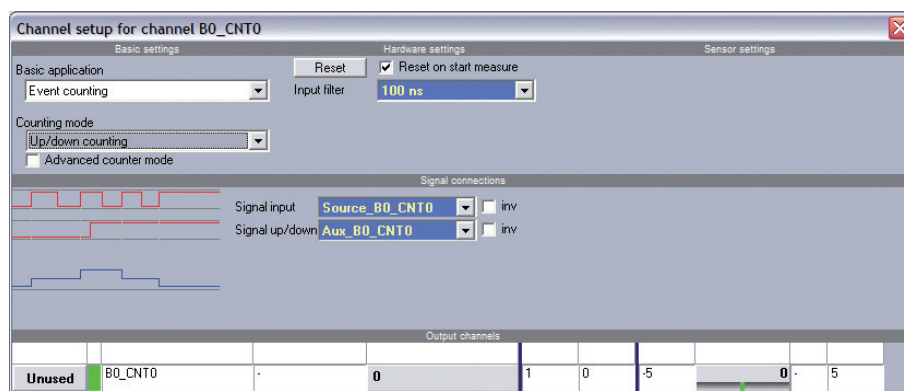 Channel setup for channel B0_CNT0
Basic settings Hardware settings Sensor settings
Basic application Reset Reset on start measure
Event counting Input filter 100 ns
Counting mode
Up/down counting
Advanced counter mode
Signal connections
Signal input Source_B0_CNT0 inv
Signal up/down Aux_B0_CNT0 inv
Output channels
Unused B0_CNT0 - 0 1 0 -5 0 - 5